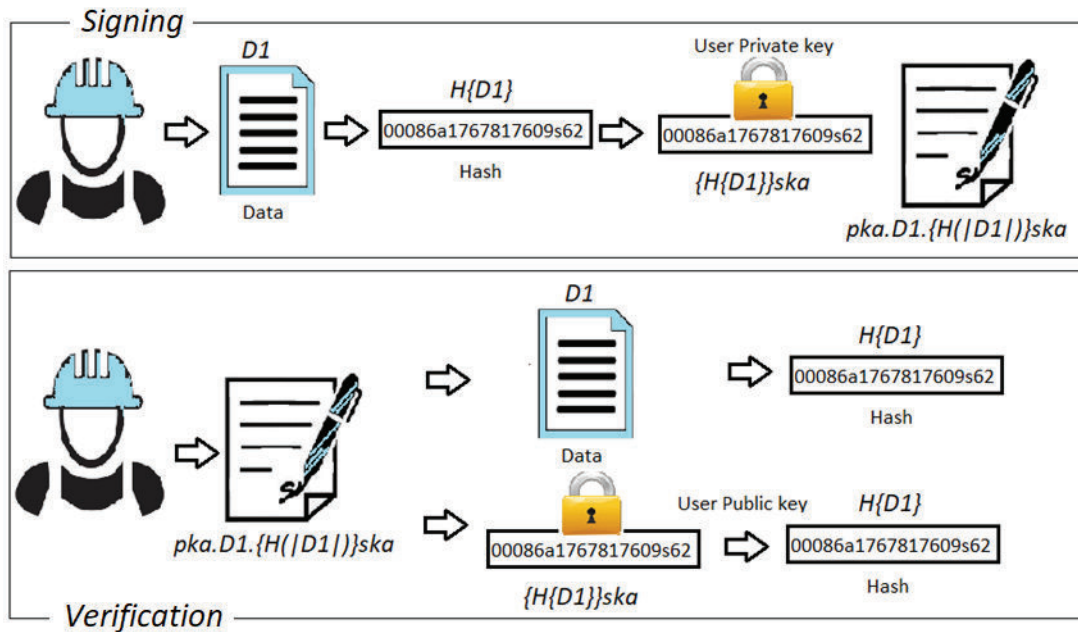 Signing
D1
User Private key
H{D1}
00086a1767817609s62
00086a1767817609s62
Hash
{H{D1}}ska
Data
pka.D1.{H(|D1|)}ska
D1
H{D1}
00086a1767817609s62
Hash
Data
User Public key
H{D1}
pka.D1.{H(|D1|)}ska
00086a1767817609s62
00086a1767817609s62
{H{D1}}ska
Hash
Verification